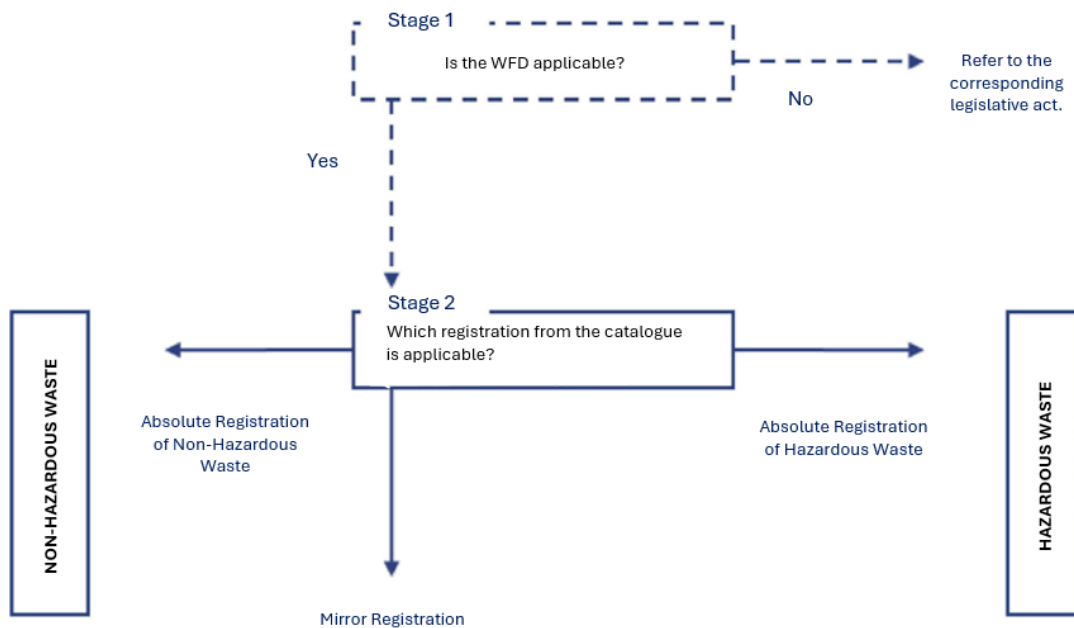 Stage 1
Is the WFD applicable?
No
Refer to the
corresponding
legislative act.
Yes
Stage 2
Which registration from the catalogue
is applicable?
NON-HAZARDOUS WASTE
Absolute Registration
of Non-Hazardous
Waste
Absolute Registration
of Hazardous Waste
HAZARDOUS WASTE
Mirror Registration